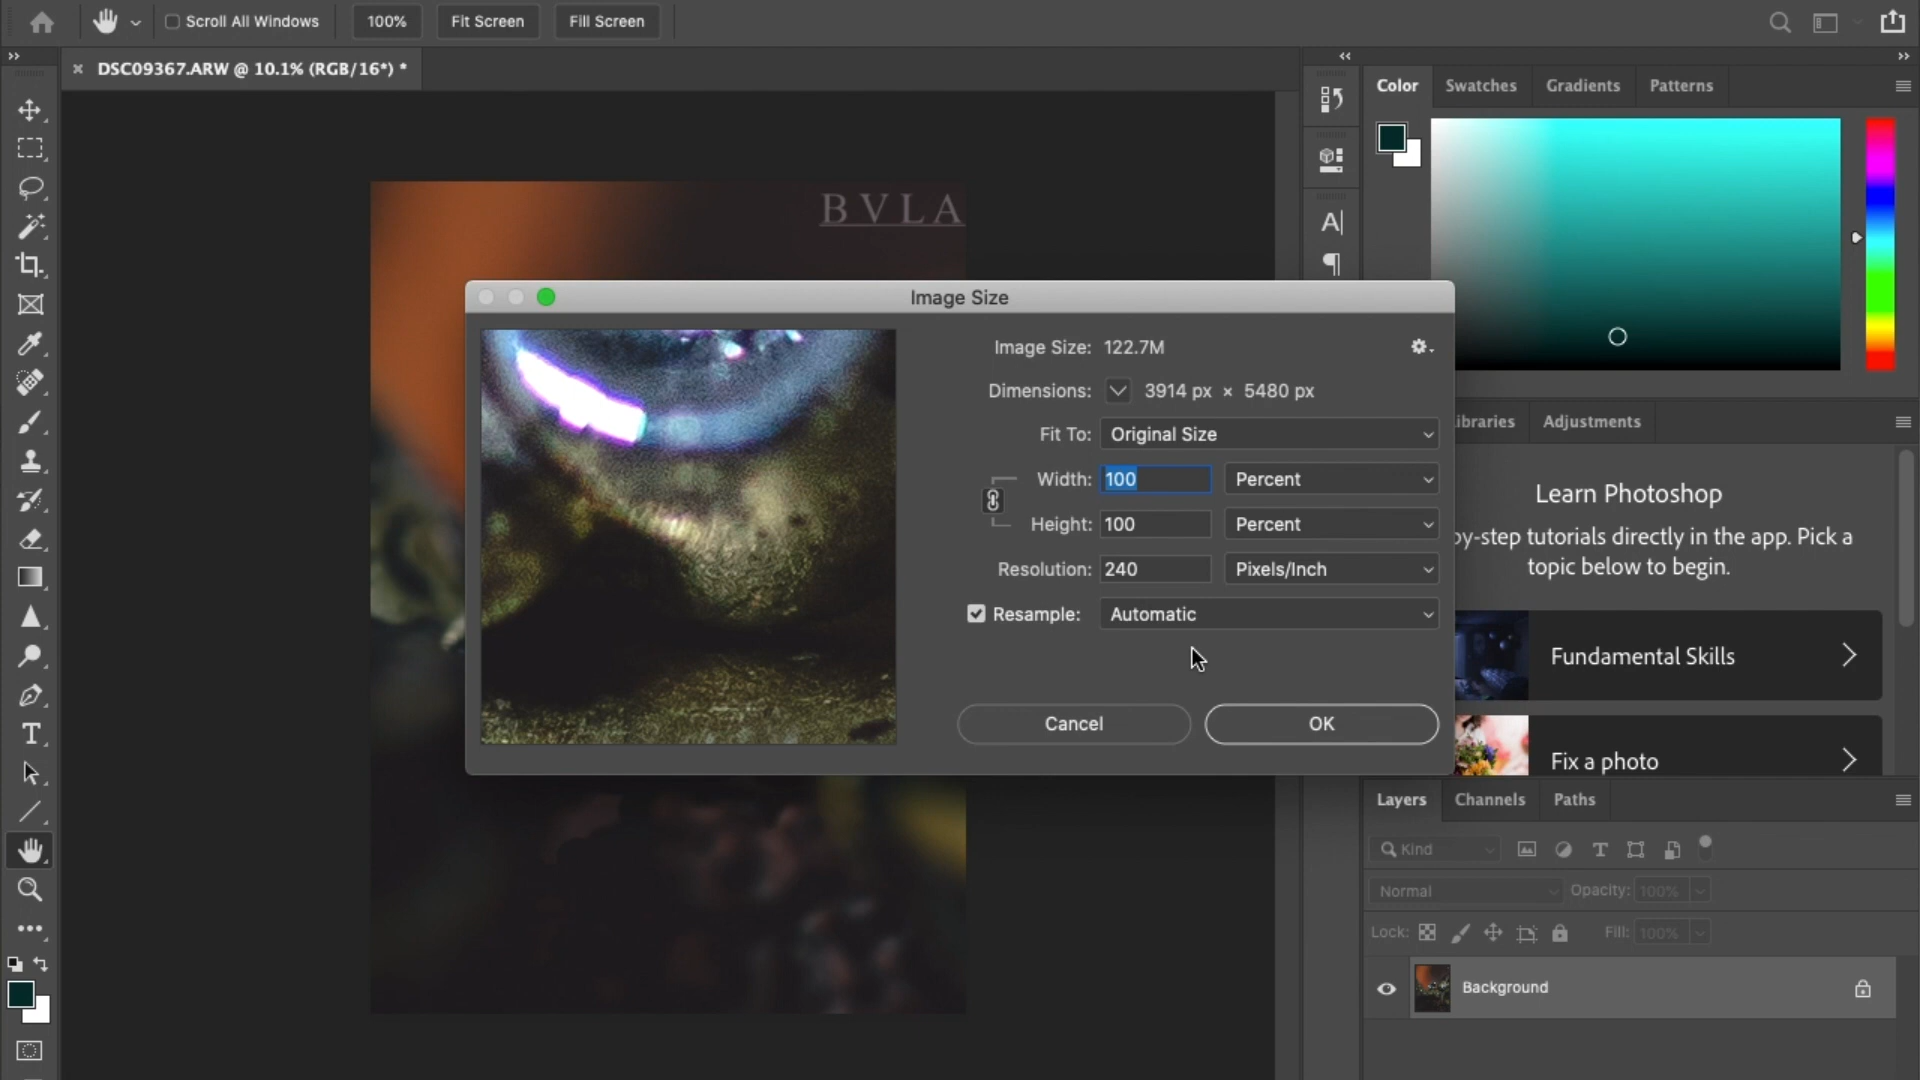 Scroll All Windows 100% Fit Screen Fill Screen
DSC09367.ARW @ 10.1% (RGB/16*) *
Color Swatches Gradients Patterns
BVLA
Image Size
Image Size: 122.7M
Dimensions: 3914 px × 5480 px
Fit To: Original Size
Width: 100 Percent
Height: 100 Percent
Resolution: 240 Pixels/Inch
Resample: Automatic
Cancel OK
ibraries Adjustments
Learn Photoshop
by-step tutorials directly in the app. Pick a
topic below to begin.
Fundamental Skills
Fix a photo
Layers Channels Paths
Kind
Normal Opacity: 100%
Lock: Fill: 100%
Background